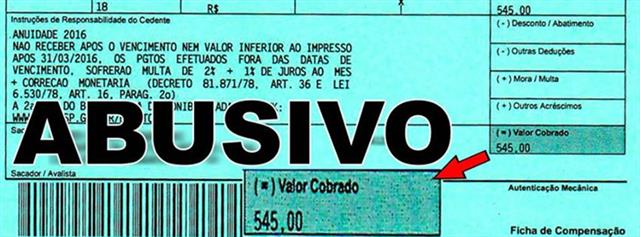 18 R$ X 545,00
Instruções de Responsabilidade do Cedente
ANUIDADE 2016
NAO RECEBER APOS O VENCIMENTO NEM VALOR INFERIOR AO IMPRESSO
APOS 31/03/2016, OS PGTOS EFETUADOS FORA DAS DATAS DE
VENCIMENTO, SOFRERAO MULTA DE 2% + 1% DE JUROS AO MES
+ CORRECAO MONETARIA (DECRETO 81.871/78, ART. 36 E LEI
6.530/78, ART. 16, PARAG. 2o)
A 2a
(-) Desconto / Abatimento
(-) Outras Deduções
(+) Mora / Multa
(+) Outros Acréscimos
(=) Valor Cobrado
545,00
ABUSIVO
Sacador / Avalista
(=) Valor Cobrado
545,00
Autenticação Mecânica
Ficha de Compensação